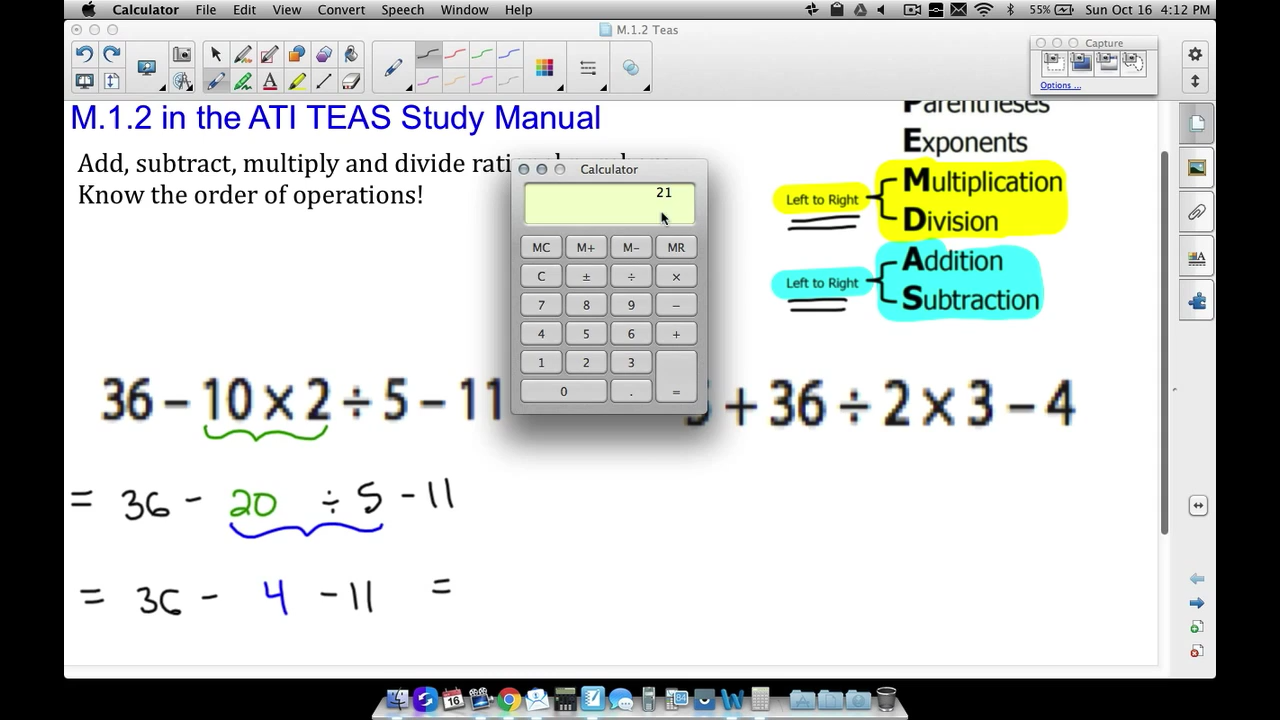 Calculator File Edit View Convert Speech Window Help 55% Sun Oct 16 4:12 PM
M.1.2 Teas
Capture
Options ...
M.1.2 in the ATI TEAS Study Manual
Add, subtract, multiply and divide
Know the order of operations!
Parentheses
Exponents
Multiplication
Left to Right
Division
Addition
Left to Right
Subtraction
Calculator
21
MC M+ M− MR
C ± ÷ ×
7 8 9 −
4 5 6 +
1 2 3
0 . =
36 − 10 × 2 ÷ 5 − 11
+ 36 ÷ 2 × 3 − 4
= 36 - 20 ÷ 5 - 11
= 36 - 4 - 11 =